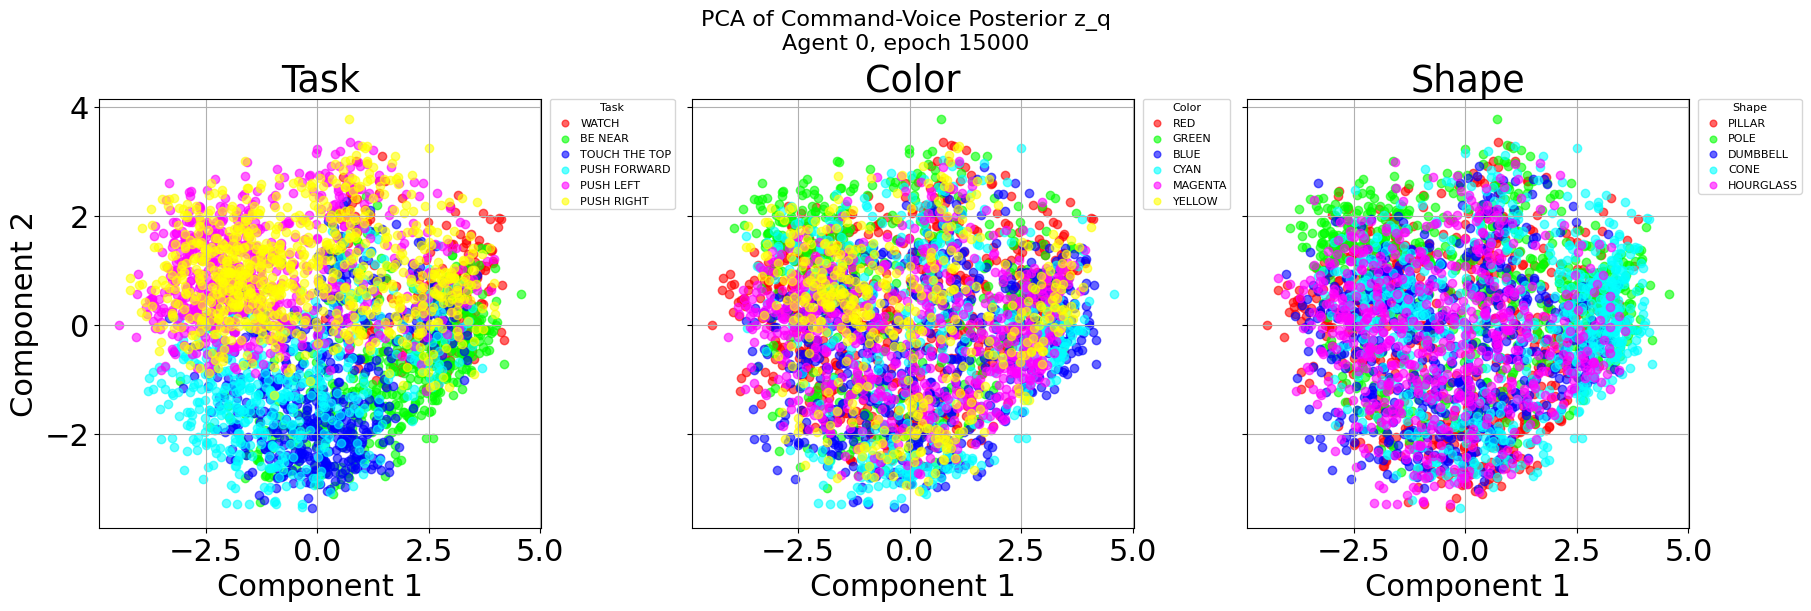 PCA of Command-Voice Posterior z_q
Agent 0, epoch 15000
Task
Color
Shape
Component 2
4
2
0
−2
−2.5 0.0 2.5 5.0
Component 1
Task
WATCH
BE NEAR
TOUCH THE TOP
PUSH FORWARD
PUSH LEFT
PUSH RIGHT
−2.5 0.0 2.5 5.0
Component 1
Color
RED
GREEN
BLUE
CYAN
MAGENTA
YELLOW
−2.5 0.0 2.5 5.0
Component 1
Shape
PILLAR
POLE
DUMBBELL
CONE
HOURGLASS